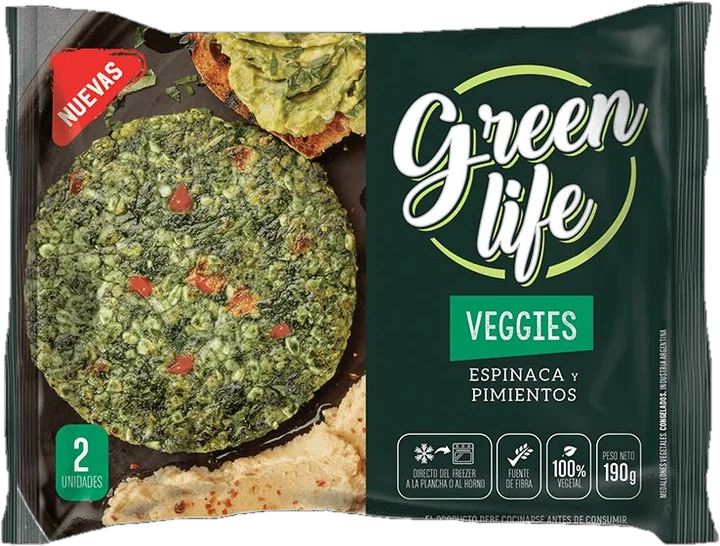 NUEVAS
Green
life
VEGGIES
ESPINACA Y
PIMIENTOS
2
UNIDADES
DIRECTO DEL FREEZER
A LA PLANCHA O AL HORNO
FUENTE
DE FIBRA
100%
VEGETAL
PESO NETO
190g
EL PRODUCTO DEBE COCINARSE ANTES DE CONSUMIR
MEDALLONES VEGETALES CONGELADOS. INDUSTRIA ARGENTINA